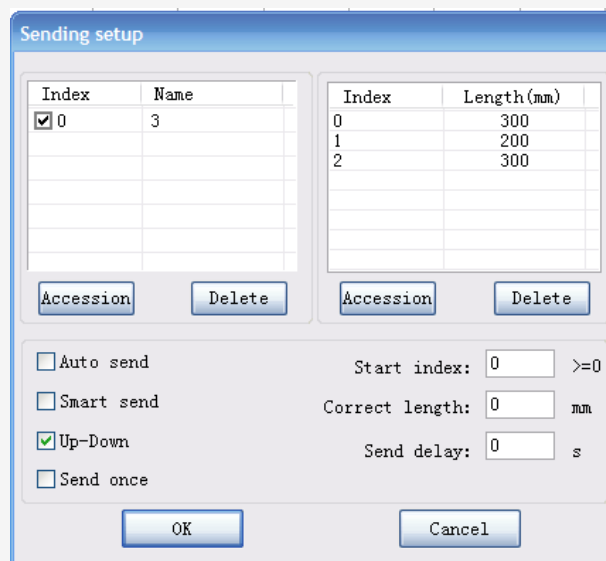 Sending setup
Index Name
0 3
Index Length(mm)
0 300
1 200
2 300
Accession Delete
Accession Delete
Auto send
Smart send
Up-Down
Send once
Start index: 0 >=0
Correct length: 0 mm
Send delay: 0 s
OK Cancel